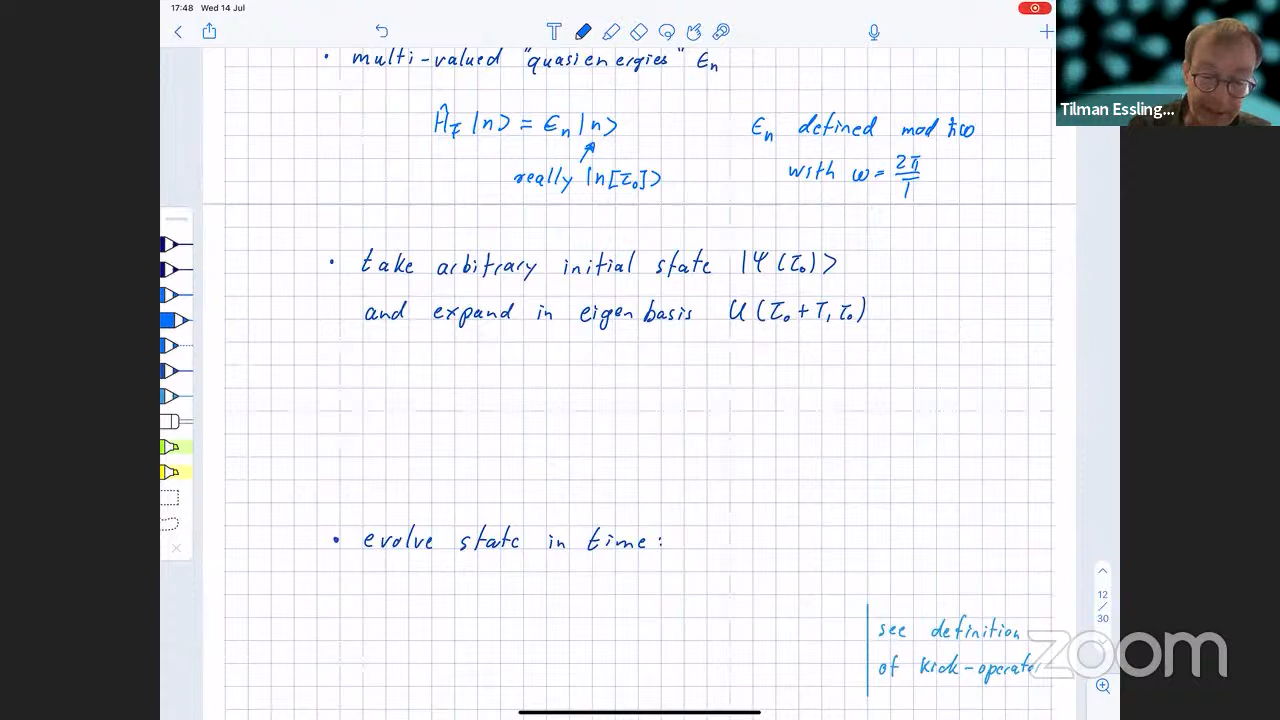 17:48 Wed 14 Jul
• multi-valued "quasienergies" ϵₙ
Ĥ_F |n⟩ = ϵₙ |n⟩
really |n[τ₀]⟩
ϵₙ defined mod ħω
with ω = 2π/T
• take arbitrary initial state |Ψ(τ₀)⟩
and expand in eigenbasis U(τ₀+T, τ₀)
• evolve state in time:
see definition
of kick-operator
Tilman Essling...
12
/
30
zoom